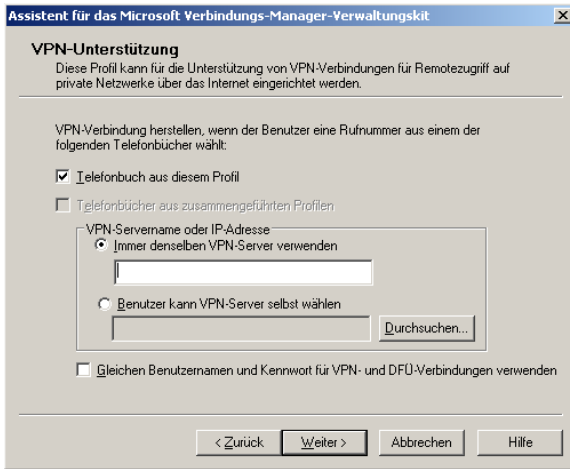 Assistent für das Microsoft Verbindungs-Manager-Verwaltungskit
VPN-Unterstützung
Diese Profil kann für die Unterstützung von VPN-Verbindungen für Remotezugriff auf
private Netzwerke über das Internet eingerichtet werden.
VPN-Verbindung herstellen, wenn der Benutzer eine Rufnummer aus einem der
folgenden Telefonbücher wählt:
Telefonbuch aus diesem Profil
Telefonbücher aus zusammengeführten Profilen
VPN-Servername oder IP-Adresse
Immer denselben VPN-Server verwenden
Benutzer kann VPN-Server selbst wählen
Durchsuchen...
Gleichen Benutzernamen und Kennwort für VPN- und DFÜ-Verbindungen verwenden
< Zurück Weiter > Abbrechen Hilfe